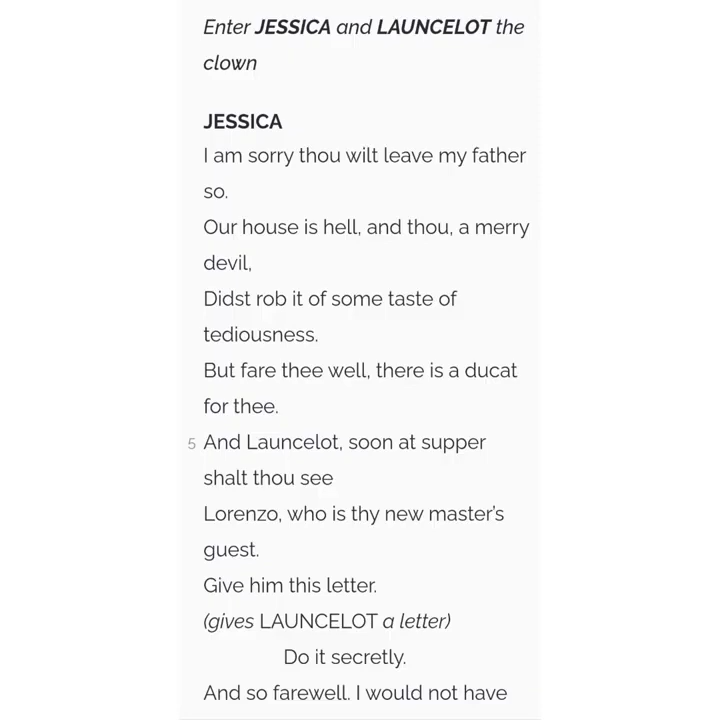 Enter JESSICA and LAUNCELOT the
clown
JESSICA
I am sorry thou wilt leave my father
so.
Our house is hell, and thou, a merry
devil,
Didst rob it of some taste of
tediousness.
But fare thee well, there is a ducat
for thee.
5 And Launcelot, soon at supper
shalt thou see
Lorenzo, who is thy new master’s
guest.
Give him this letter.
(gives LAUNCELOT a letter)
Do it secretly.
And so farewell. I would not have